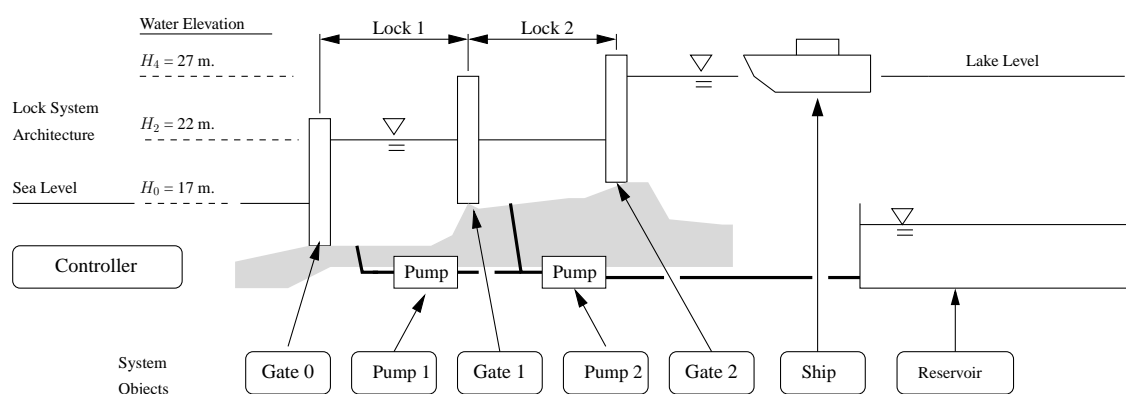 Water Elevation
Lock 1
Lock 2
H4 = 27 m.
Lake Level
Lock System
Architecture
H2 = 22 m.
Sea Level
H0 = 17 m.
Controller
Pump
Pump
System
Objects
Gate 0
Pump 1
Gate 1
Pump 2
Gate 2
Ship
Reservoir